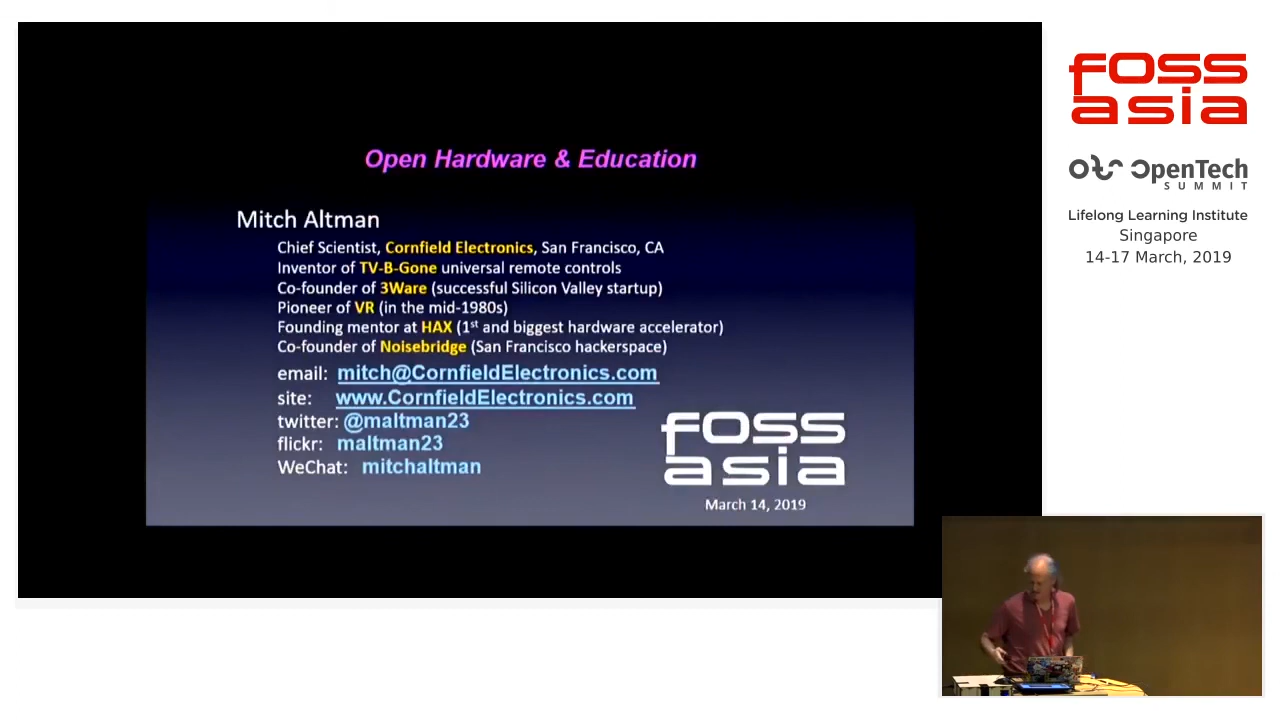 Open Hardware & Education
Mitch Altman
Chief Scientist, Cornfield Electronics, San Francisco, CA
Inventor of TV-B-Gone universal remote controls
Co-founder of 3Ware (successful Silicon Valley startup)
Pioneer of VR (in the mid-1980s)
Founding mentor at HAX (1st and biggest hardware accelerator)
Co-founder of Noisebridge (San Francisco hackerspace)
email: mitch@CornfieldElectronics.com
site: www.CornfieldElectronics.com
twitter: @maltman23
flickr: maltman23
WeChat: mitchaltman
foss
asia
March 14, 2019
foss
asia
OpenTech
SUMMIT
Lifelong Learning Institute
Singapore
14-17 March, 2019